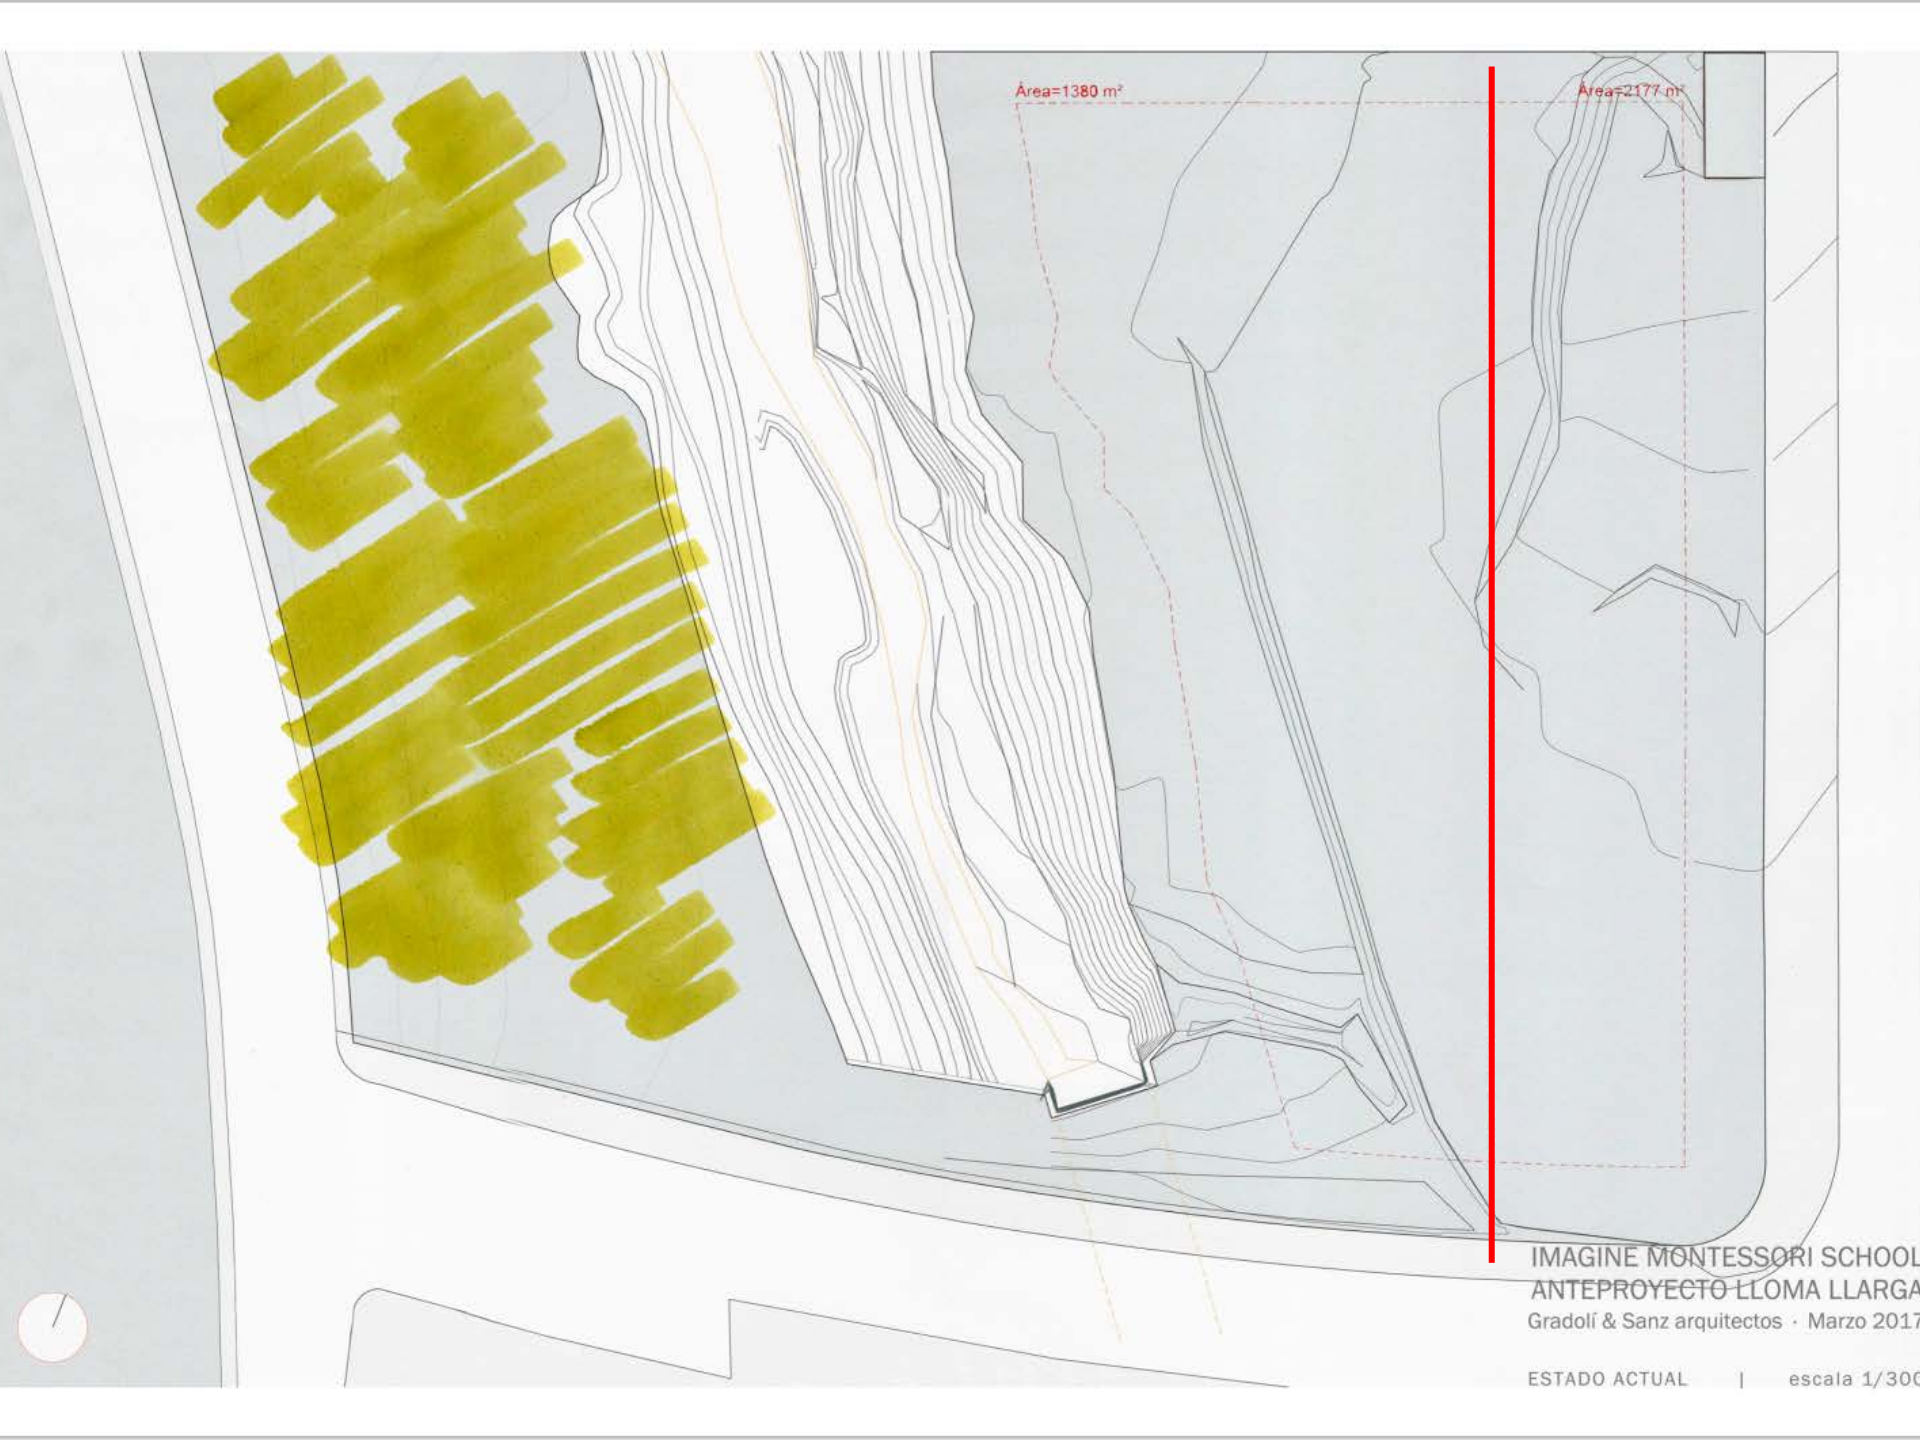 Área=1380 m²
Área=2177 m²
IMAGINE MONTESSORI SCHOOL
ANTEPROYECTO LLOMA LLARGA
Gradolí & Sanz arquitectos · Marzo 2017
ESTADO ACTUAL | escala 1/300